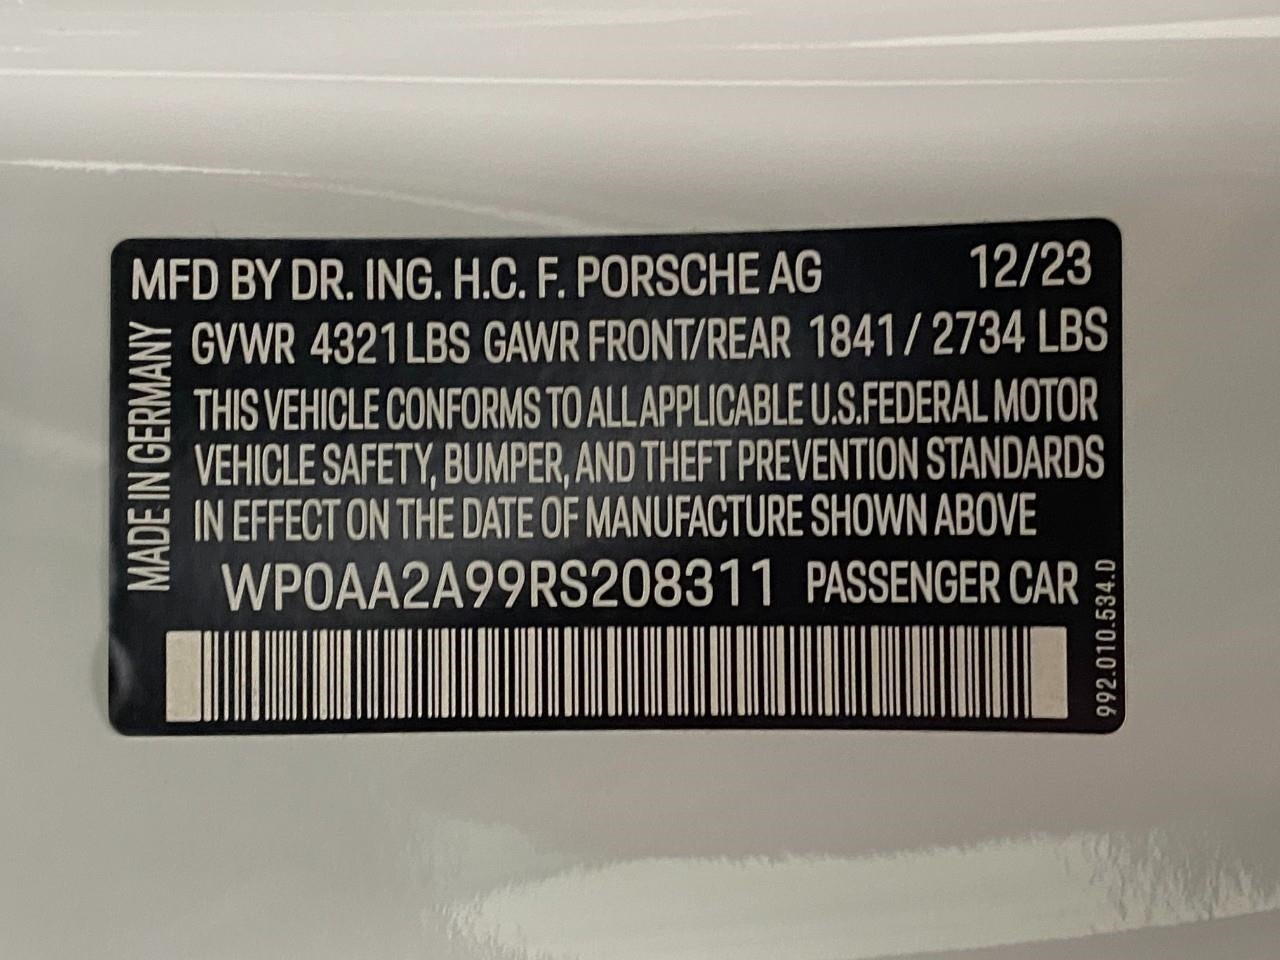 MFD BY DR. ING. H.C. F. PORSCHE AG 12/23
GVWR 4321 LBS GAWR FRONT/REAR 1841 / 2734 LBS
THIS VEHICLE CONFORMS TO ALL APPLICABLE U.S.FEDERAL MOTOR
VEHICLE SAFETY, BUMPER, AND THEFT PREVENTION STANDARDS
IN EFFECT ON THE DATE OF MANUFACTURE SHOWN ABOVE
WP0AA2A99RS208311 PASSENGER CAR
MADE IN GERMANY
992.010.534.D